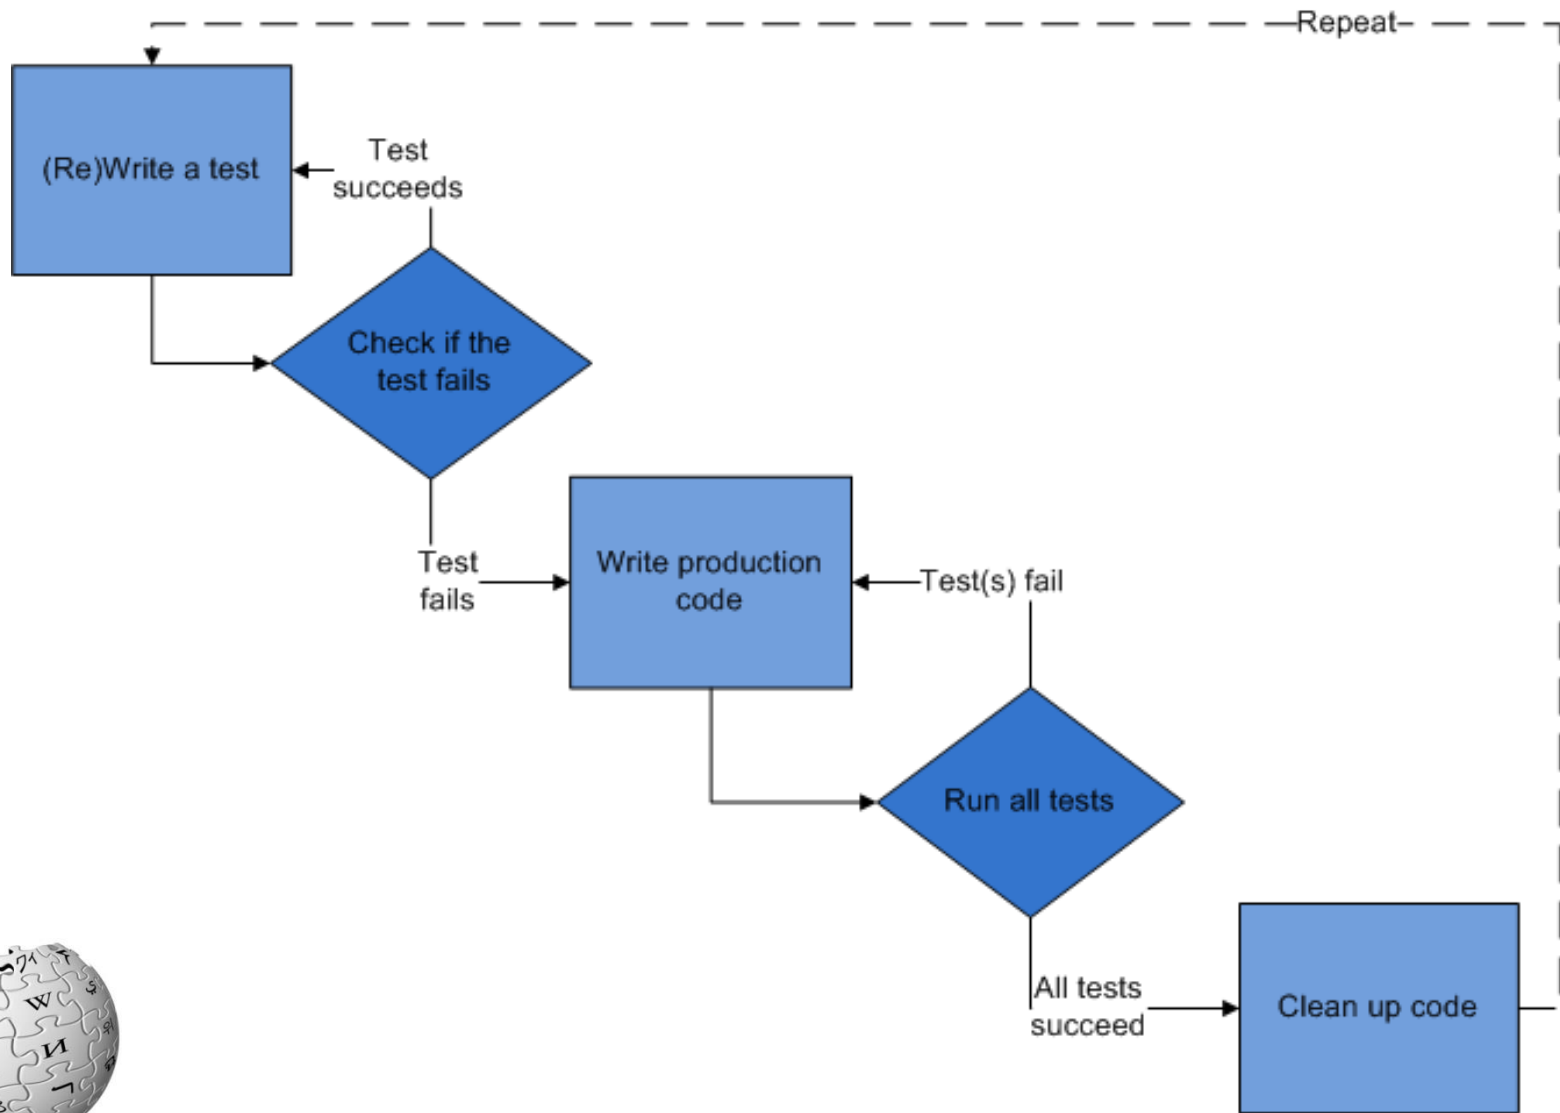 Repeat
(Re)Write a test
Test
succeeds
Check if the
test fails
Test
fails
Write production
code
Test(s) fail
Run all tests
All tests
succeed
Clean up code
W
И